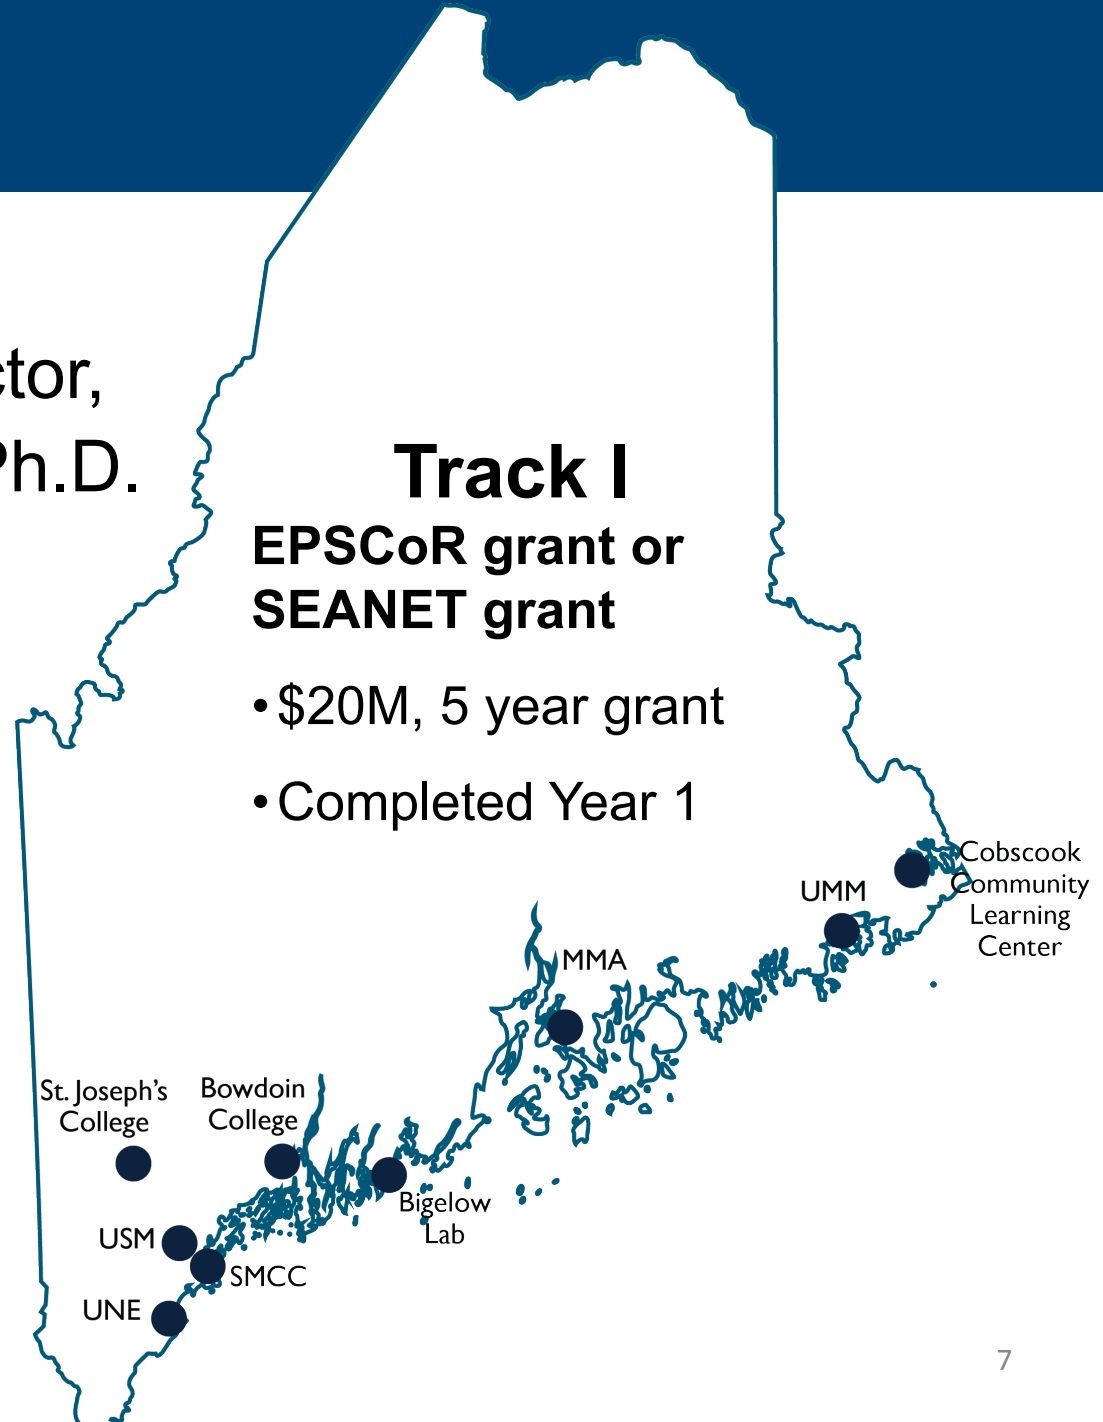 ctor,
Ph.D.
Track I
EPSCoR grant or
SEANET grant
•$20M, 5 year grant
•Completed Year 1
Cobscook
Community
Learning
Center
UMM
MMA
St. Joseph's
College
Bowdoin
College
Bigelow
Lab
USM
SMCC
UNE
7